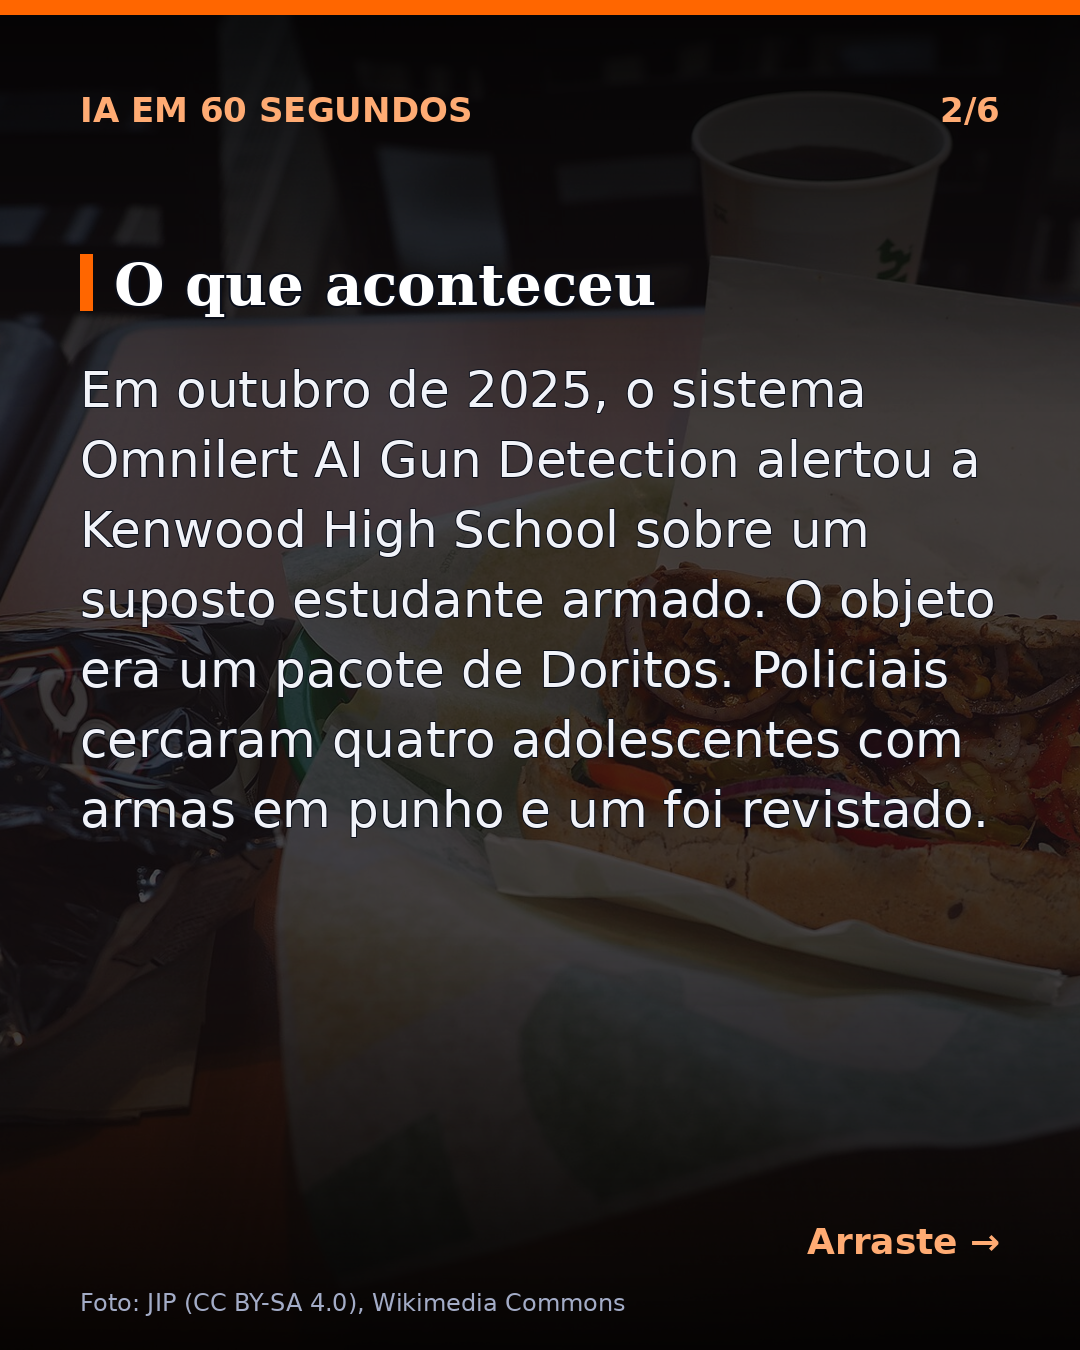 IA EM 60 SEGUNDOS
2/6
O que aconteceu
Em outubro de 2025, o sistema
Omnilert AI Gun Detection alertou a
Kenwood High School sobre um
suposto estudante armado. O objeto
era um pacote de Doritos. Policiais
cercaram quatro adolescentes com
armas em punho e um foi revistado.
Arraste →
Foto: JIP (CC BY-SA 4.0), Wikimedia Commons